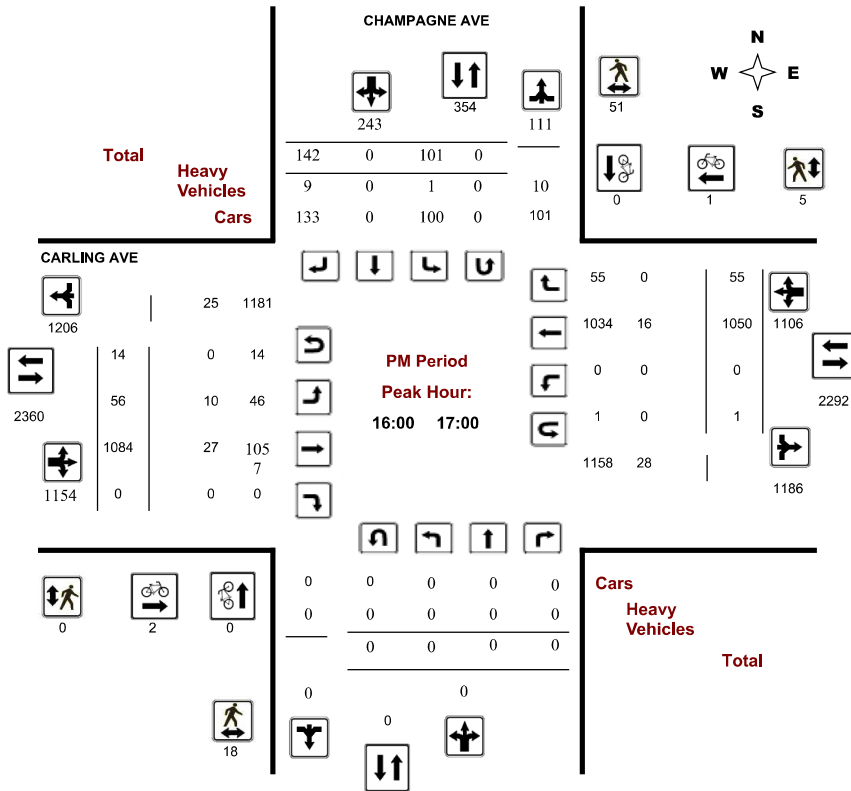 CHAMPAGNE AVE
N
W E
S
243
354
111
51
Total
142 0 101 0
Heavy
Vehicles
9 0 1 0 10
Cars
133 0 100 0 101
0 1 5
CARLING AVE
1206
25 1181
55 0 55
1034 16 1050 1106
14 0 14
PM Period
0 0 0
2360
56 10 46
Peak Hour:
2292
16:00 17:00
1 0 1
1084 27 105
7
1158 28
1186
1154
0 0 0
0 0 0 0 0
Cars
0 0 0 0 0
Heavy
Vehicles
0 0 0 0
Total
0 2 0
0 0
0
18